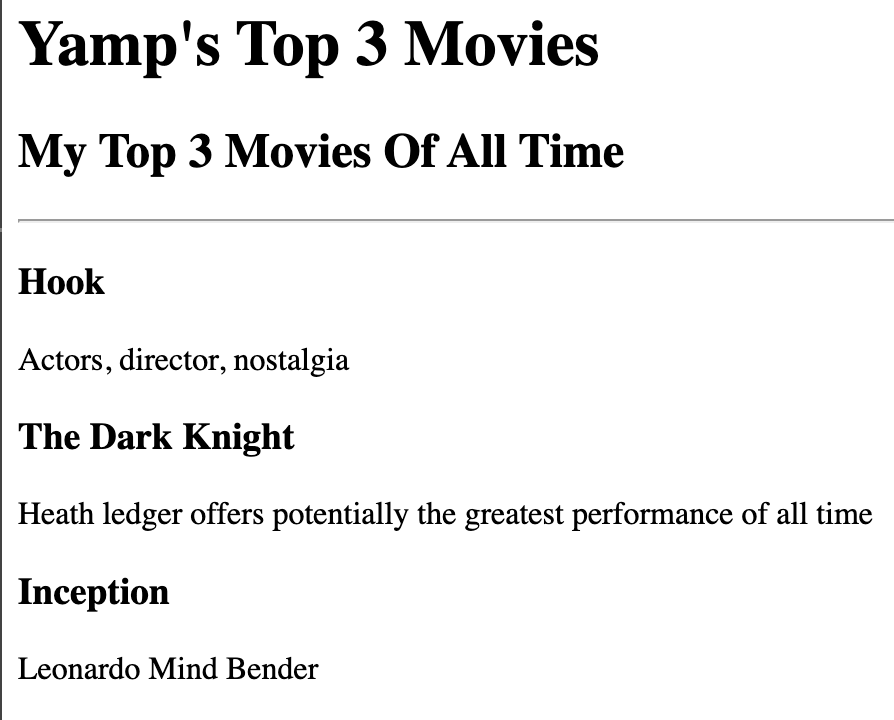 Yamp's Top 3 Movies
My Top 3 Movies Of All Time
Hook
Actors, director, nostalgia
The Dark Knight
Heath ledger offers potentially the greatest performance of all time
Inception
Leonardo Mind Bender